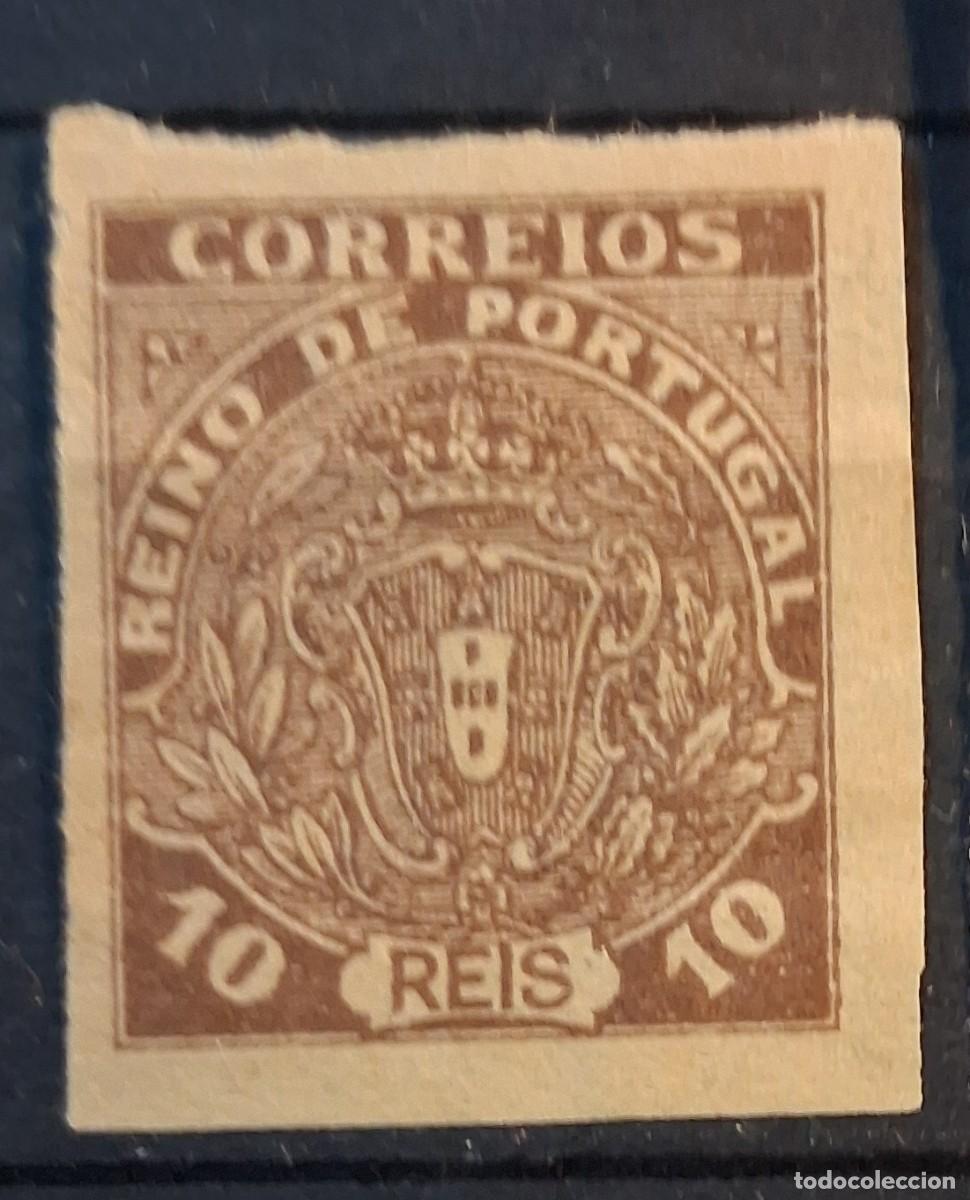 CORREIOS
REINO DE PORTUGAL
10 REIS 10
todocoleccion